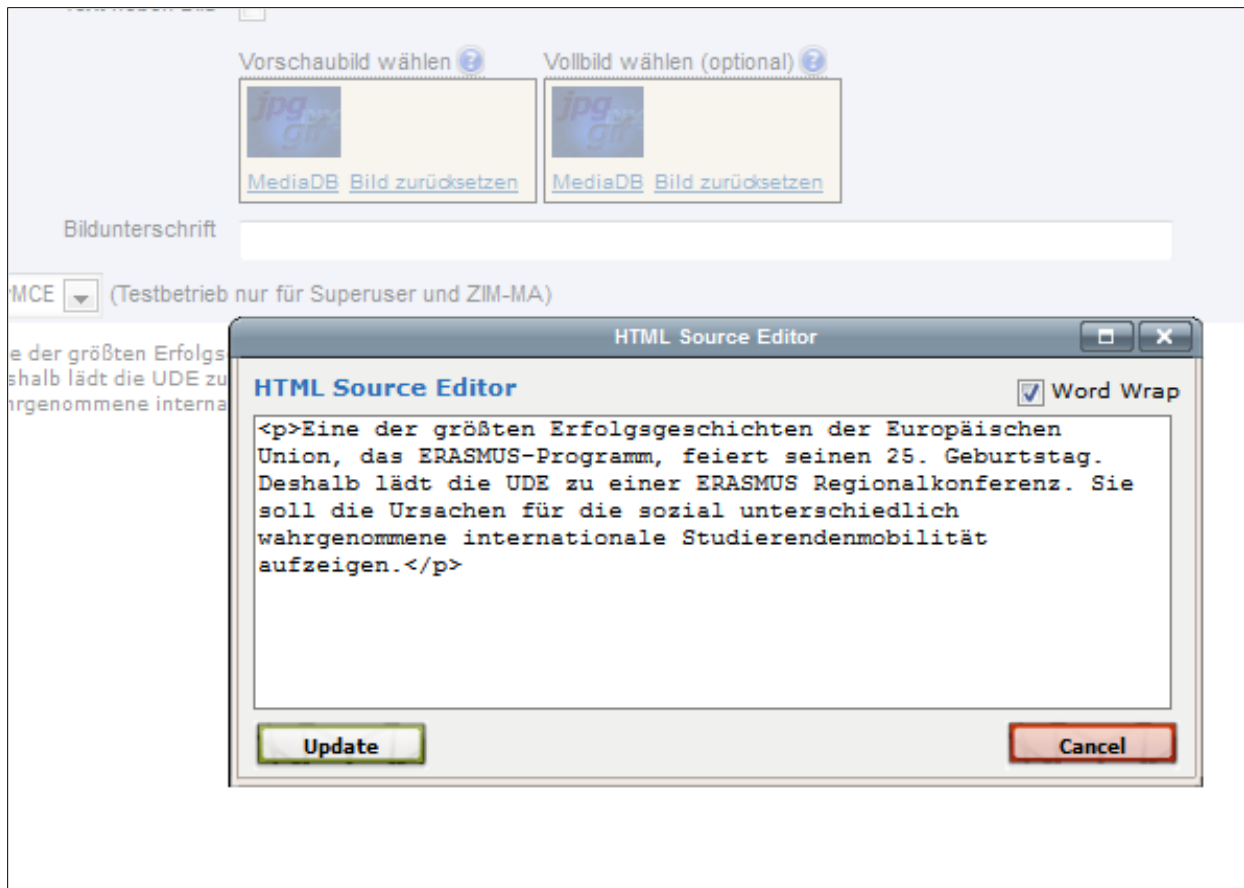 Vorschaubild wählen ? Vollbild wählen (optional) ?
jpg gif jpg gif
MediaDB Bild zurücksetzen MediaDB Bild zurücksetzen
Bildunterschrift
MCE (Testbetrieb nur für Superuser und ZIM-MA)
HTML Source Editor
e der größten Erfolgs
shalb lädt die UDE zu
hrgenommene interna
HTML Source Editor Word Wrap
<p>Eine der größten Erfolgsgeschichten der Europäischen
Union, das ERASMUS-Programm, feiert seinen 25. Geburtstag.
Deshalb lädt die UDE zu einer ERASMUS Regionalkonferenz. Sie
soll die Ursachen für die sozial unterschiedlich
wahrgenommene internationale Studierendenmobilität
aufzeigen.</p>
Update Cancel